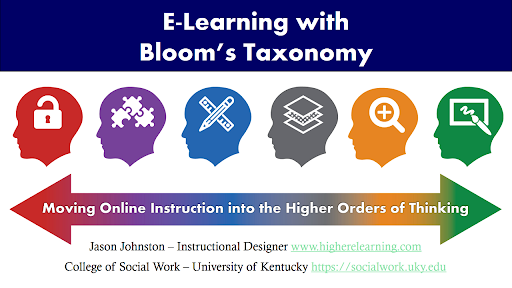 E-Learning with
Bloom's Taxonomy
Moving Online Instruction into the Higher Orders of Thinking
Jason Johnston – Instructional Designer www.higherelearning.com
College of Social Work – University of Kentucky https://socialwork.uky.edu